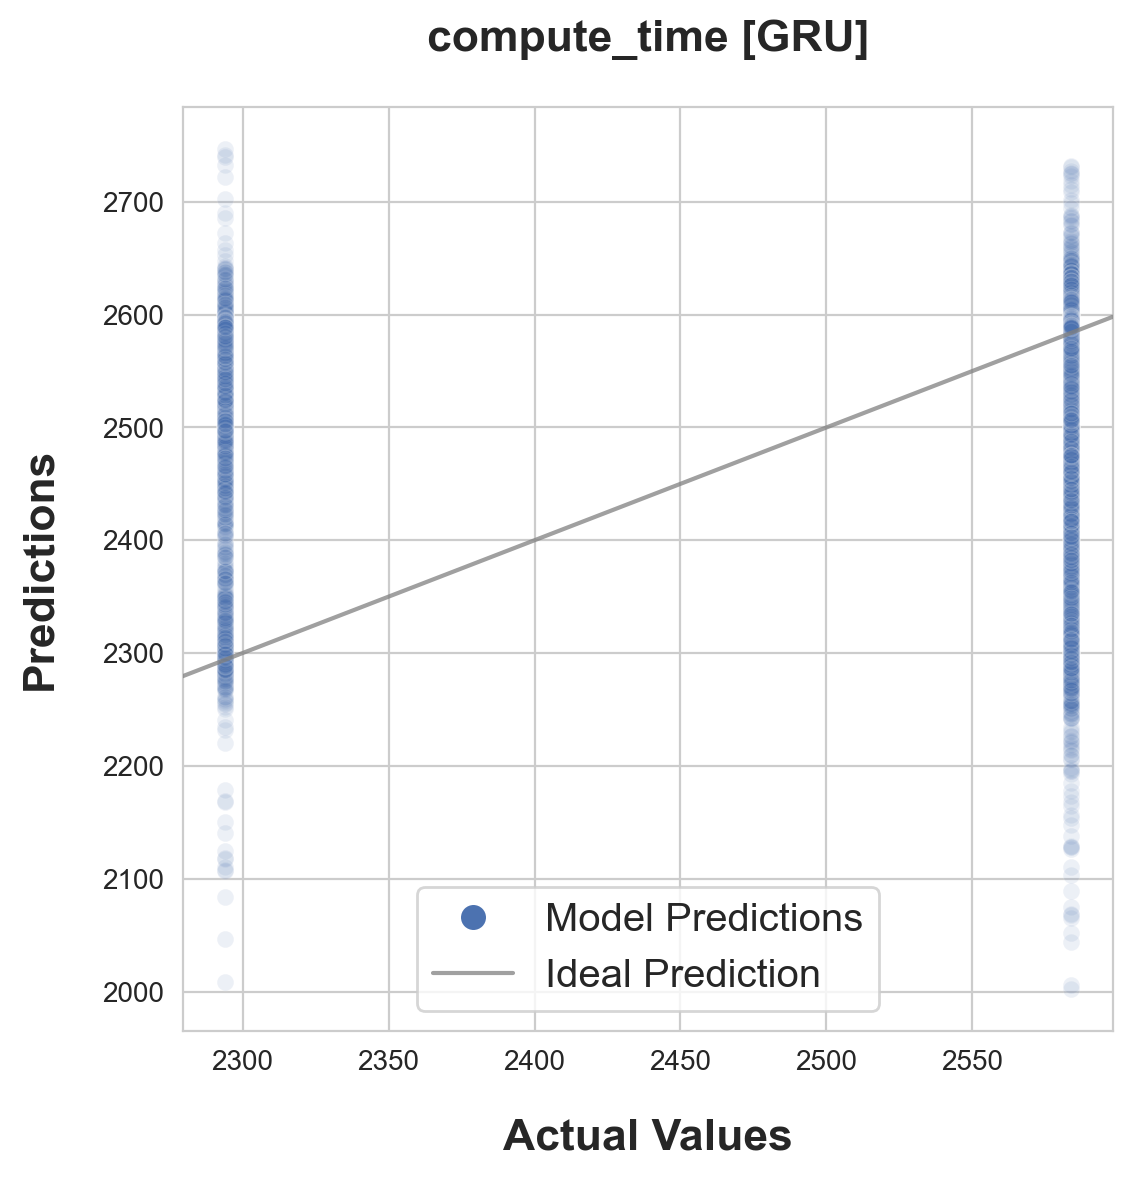 compute_time [GRU]
Predictions
2700
2600
2500
2400
2300
2200
2100
2000
Model Predictions
Ideal Prediction
2300 2350 2400 2450 2500 2550
Actual Values